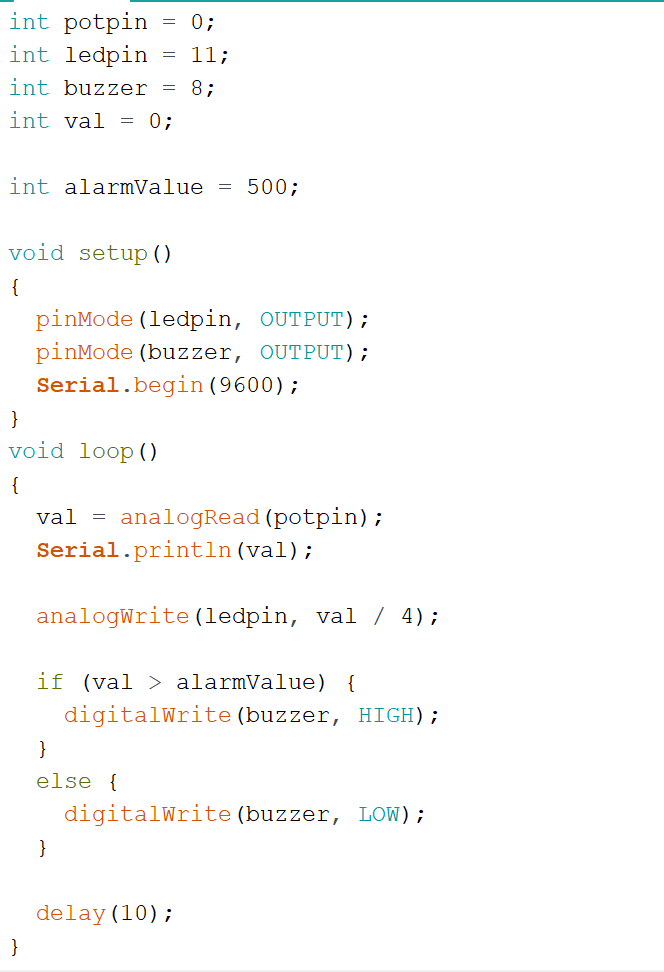 int potpin = 0;
int ledpin = 11;
int buzzer = 8;
int val = 0;

int alarmValue = 500;

void setup()
{
  pinMode(ledpin, OUTPUT);
  pinMode(buzzer, OUTPUT);
  Serial.begin(9600);
}
void loop()
{
  val = analogRead(potpin);
  Serial.println(val);

  analogWrite(ledpin, val / 4);

  if (val > alarmValue) {
    digitalWrite(buzzer, HIGH);
  }
  else {
    digitalWrite(buzzer, LOW);
  }

  delay(10);
}